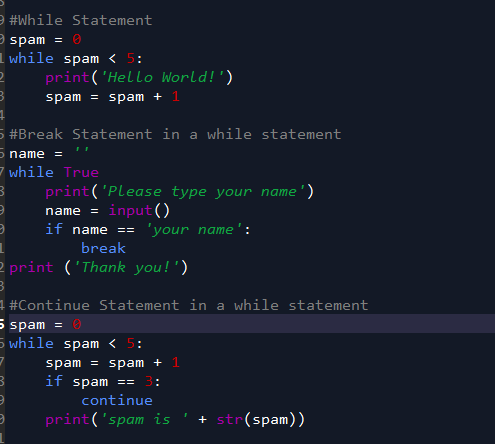 #While Statement
spam = 0
while spam < 5:
    print('Hello World!')
    spam = spam + 1

#Break Statement in a while statement
name = ''
while True
    print('Please type your name')
    name = input()
    if name == 'your name':
        break
print ('Thank you!')

#Continue Statement in a while statement
spam = 0
while spam < 5:
    spam = spam + 1
    if spam == 3:
        continue
    print('spam is ' + str(spam))